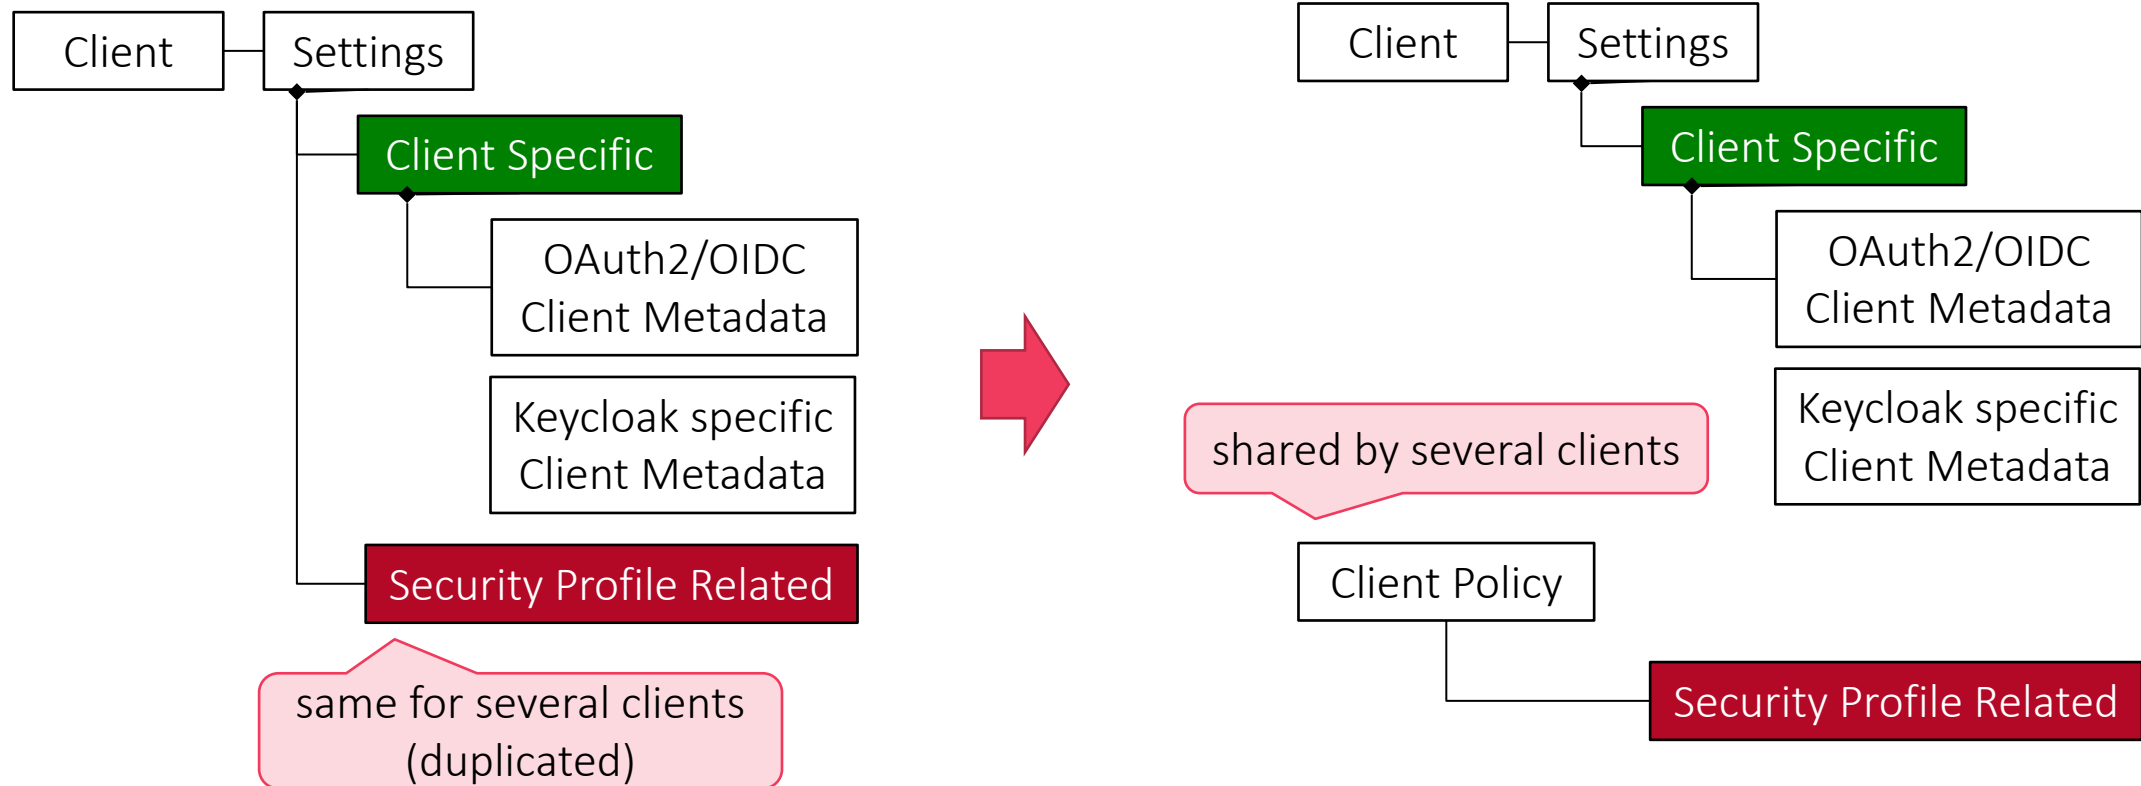 Client
Settings
Client Specific
OAuth2/OIDC
Client Metadata
Keycloak specific
Client Metadata
Security Profile Related
same for several clients
(duplicated)
Client
Settings
Client Specific
OAuth2/OIDC
Client Metadata
Keycloak specific
Client Metadata
shared by several clients
Client Policy
Security Profile Related